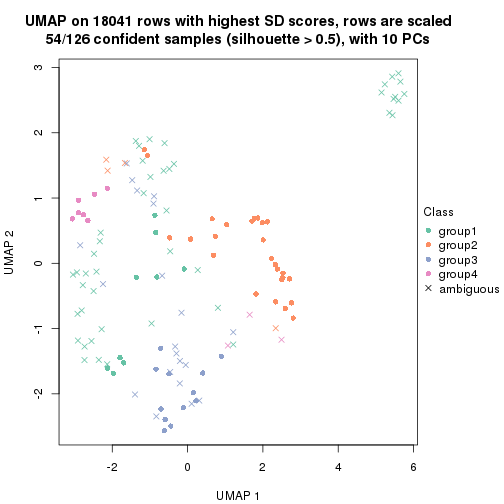 UMAP on 18041 rows with highest SD scores, rows are scaled
54/126 confident samples (silhouette > 0.5), with 10 PCs
3
2
1
0
-1
-2
UMAP 2
-2
0
2
4
6
UMAP 1
Class
group1
group2
group3
group4
ambiguous